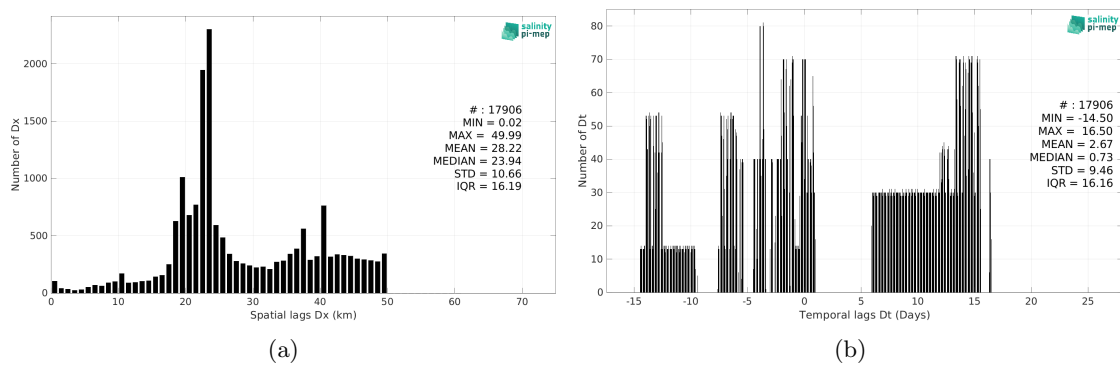 salinity
pi-mep
2000
1500
1000
500
0
Number of Dx
# : 17906
MIN = 0.02
MAX = 49.99
MEAN = 28.22
MEDIAN = 23.94
STD = 10.66
IQR = 16.19
0 10 20 30 40 50 60 70
Spatial lags Dx (km)
(a)
salinity
pi-mep
80
70
60
50
40
30
20
10
0
Number of Dt
# : 17906
MIN = -14.50
MAX = 16.50
MEAN = 2.67
MEDIAN = 0.73
STD = 9.46
IQR = 16.16
-15 -10 -5 0 5 10 15 20 25
Temporal lags Dt (Days)
(b)